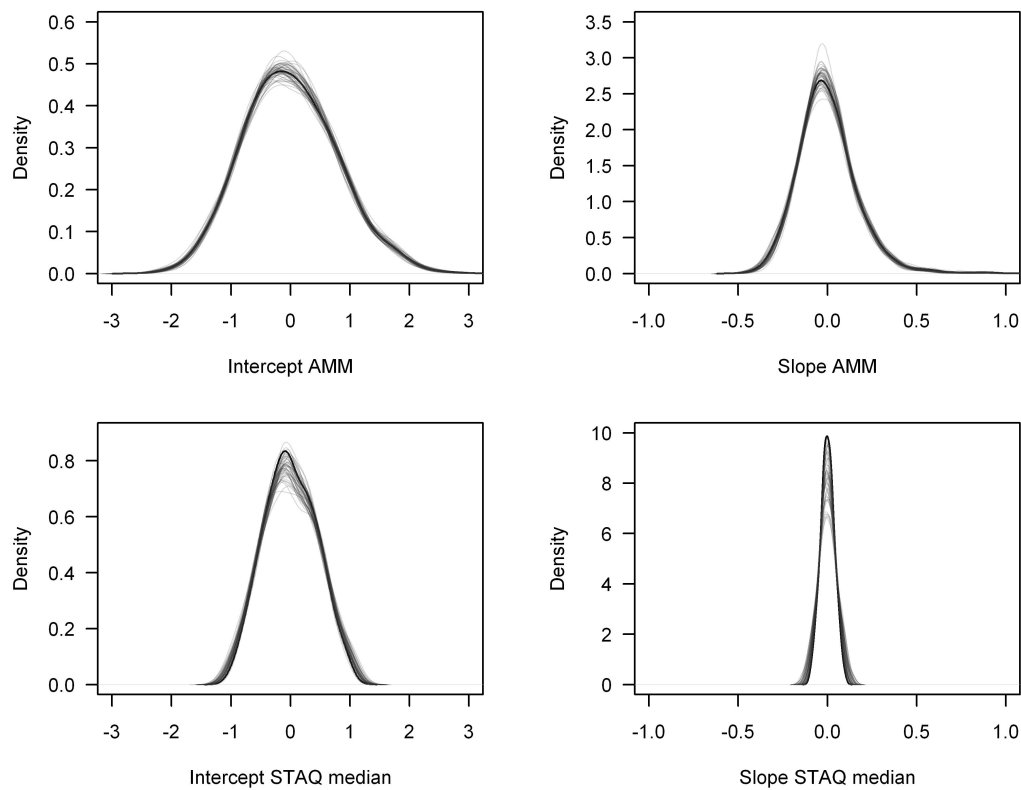 0.6
0.5
0.4
0.3
0.2
0.1
0.0
Density
-3 -2 -1 0 1 2 3
Intercept AMM
3.5
3.0
2.5
2.0
1.5
1.0
0.5
0.0
Density
-1.0 -0.5 0.0 0.5 1.0
Slope AMM
0.8
0.6
0.4
0.2
0.0
Density
-3 -2 -1 0 1 2 3
Intercept STAQ median
10
8
6
4
2
0
Density
-1.0 -0.5 0.0 0.5 1.0
Slope STAQ median